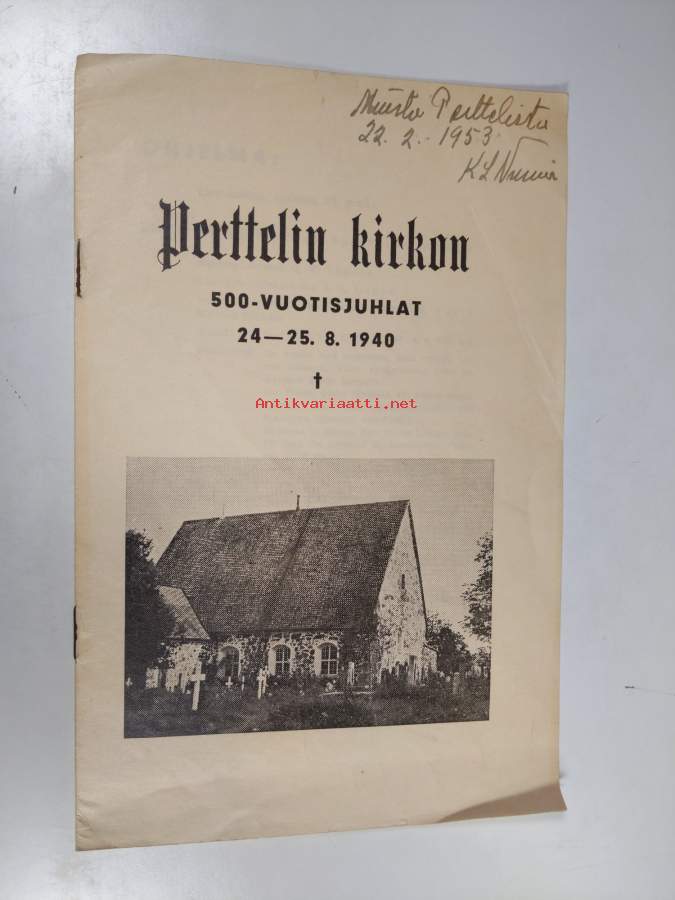 Muisto Perttelistä
22. 2. - 1953
K L
Perttelin kirkon
500-VUOTISJUHLAT
24—25. 8. 1940
†
Antikvariaatti.net